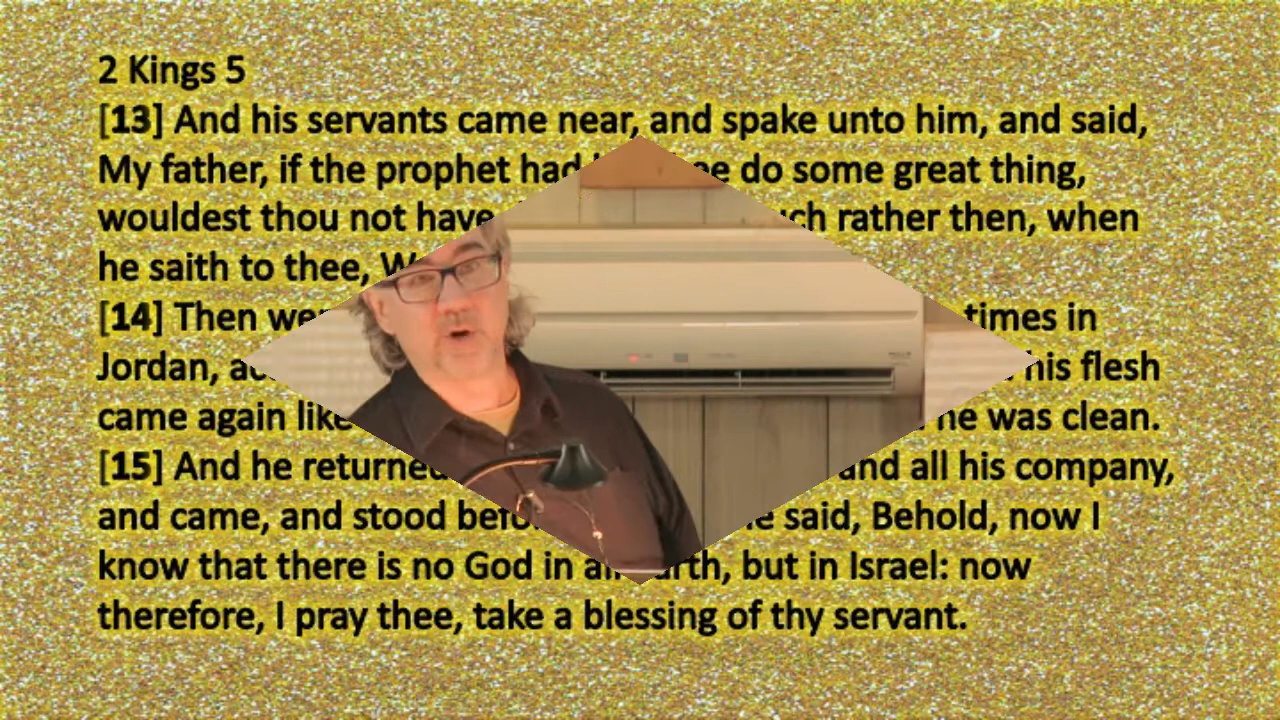 2 Kings 5
[13] And his servants came near, and spake unto him, and said,
My father, if the prophet had do some great thing,
wouldest thou not have rather then, when
he saith to thee,
[14] Then times in
Jordan, his flesh
came again like he was clean.
[15] And he returned and all his company,
and came, and stood said, Behold, now I
know that there is no God in all earth, but in Israel: now
therefore, I pray thee, take a blessing of thy servant.